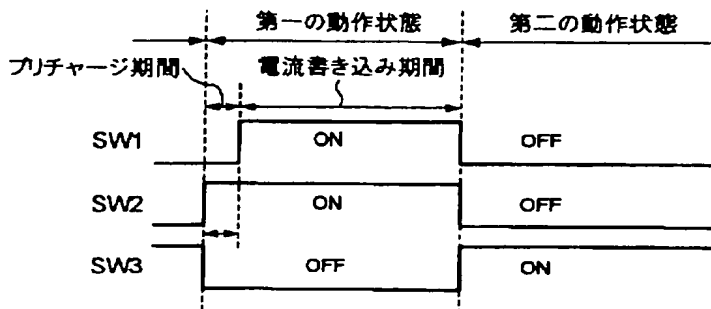 第一の動作状態 第二の動作状態
プリチャージ期間 電流書き込み期間
SW1 ON OFF
SW2 ON OFF
SW3 OFF ON